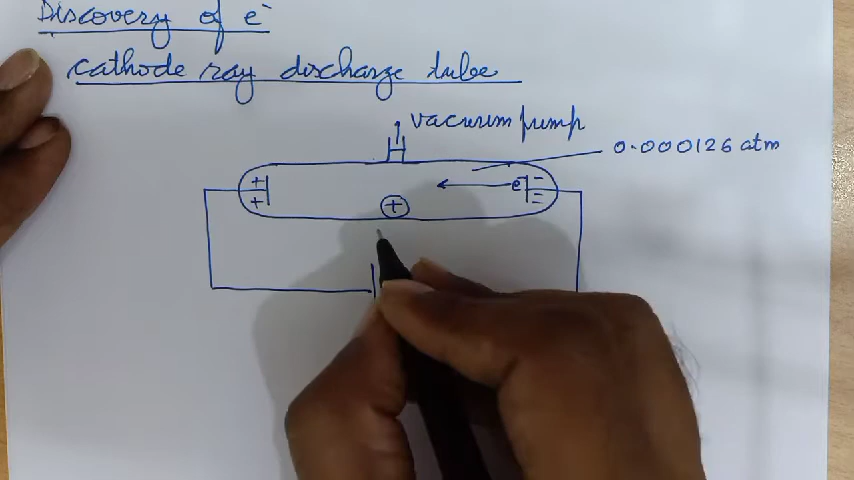 Discovery of e⁻
cathode ray discharge tube
vacuum pump
0.000126 atm
+ e -
+ =
+